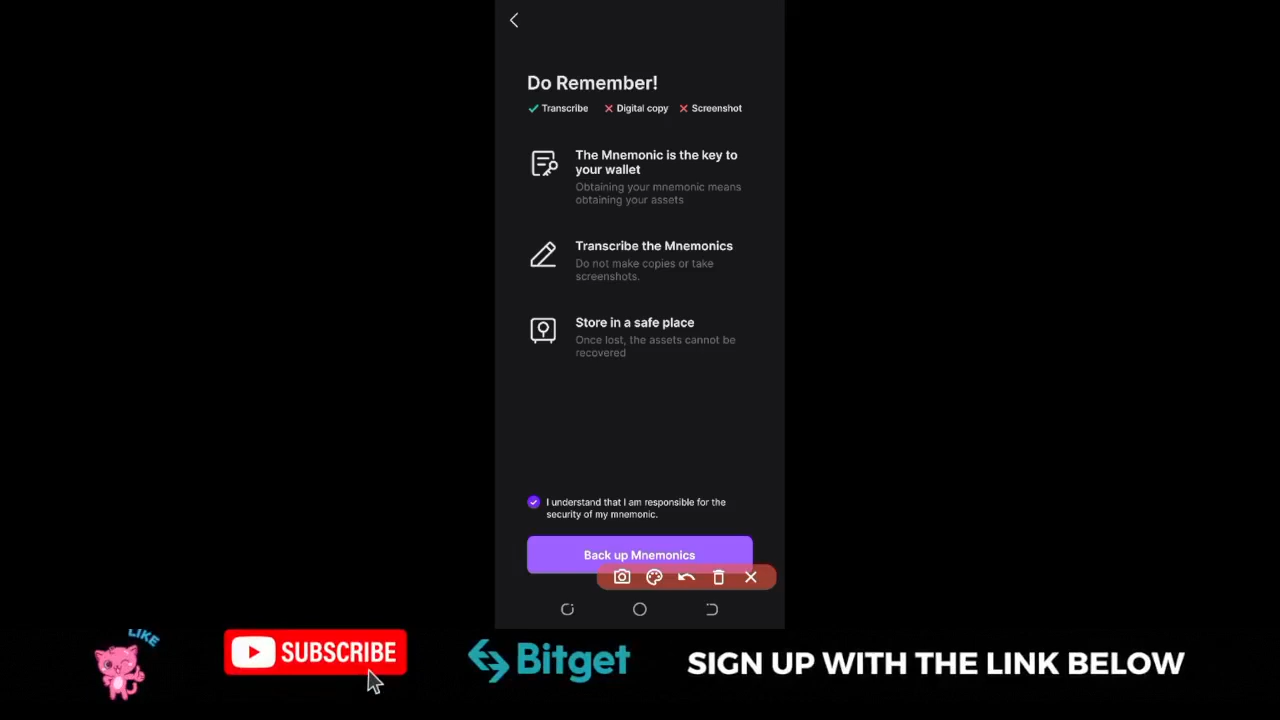 Do Remember!
Transcribe Digital copy Screenshot
The Mnemonic is the key to
your wallet
Obtaining your mnemonic means
obtaining your assets
Transcribe the Mnemonics
Do not make copies or take
screenshots.
Store in a safe place
Once lost, the assets cannot be
recovered
I understand that I am responsible for the
security of my mnemonic.
Back up Mnemonics
LIKE
SUBSCRIBE
Bitget
SIGN UP WITH THE LINK BELOW